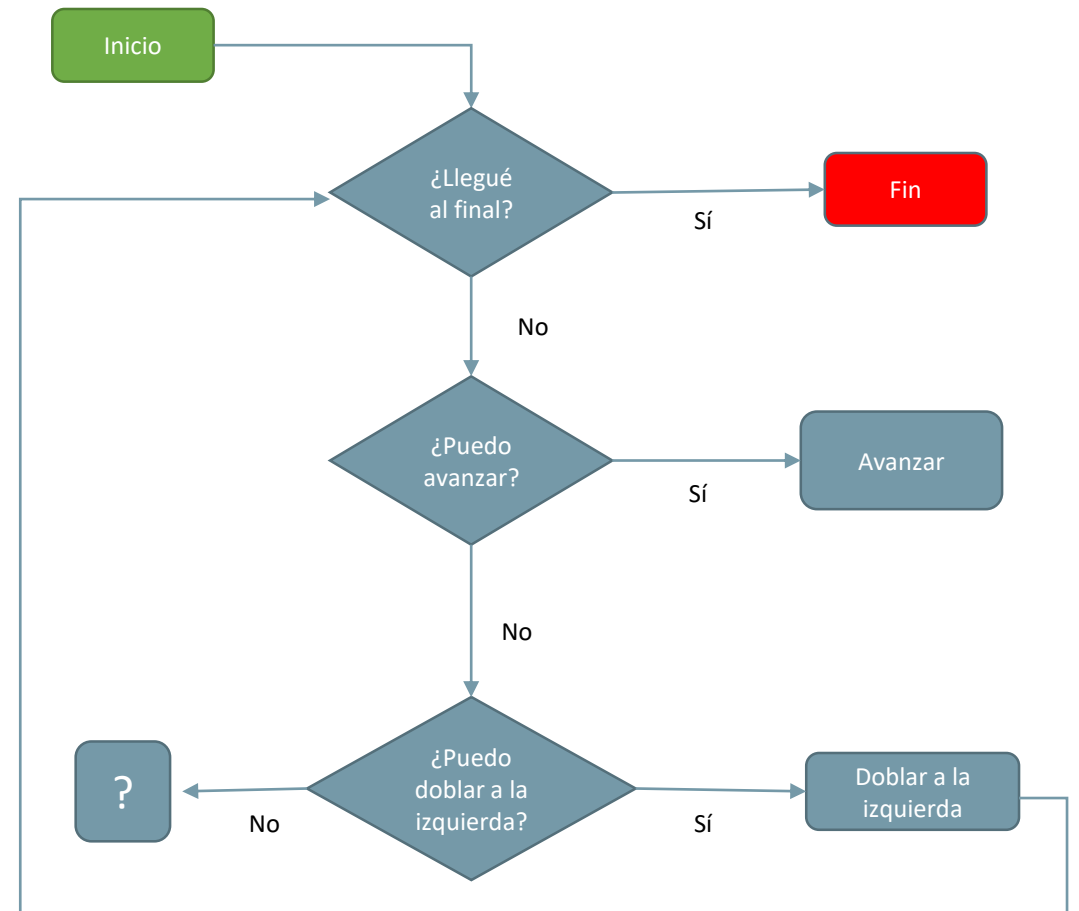 Inicio
¿Llegué
al final?
Fin
Sí
No
¿Puedo
avanzar?
Avanzar
Sí
No
¿Puedo
doblar a la
izquierda?
?
No
Sí
Doblar a la
izquierda